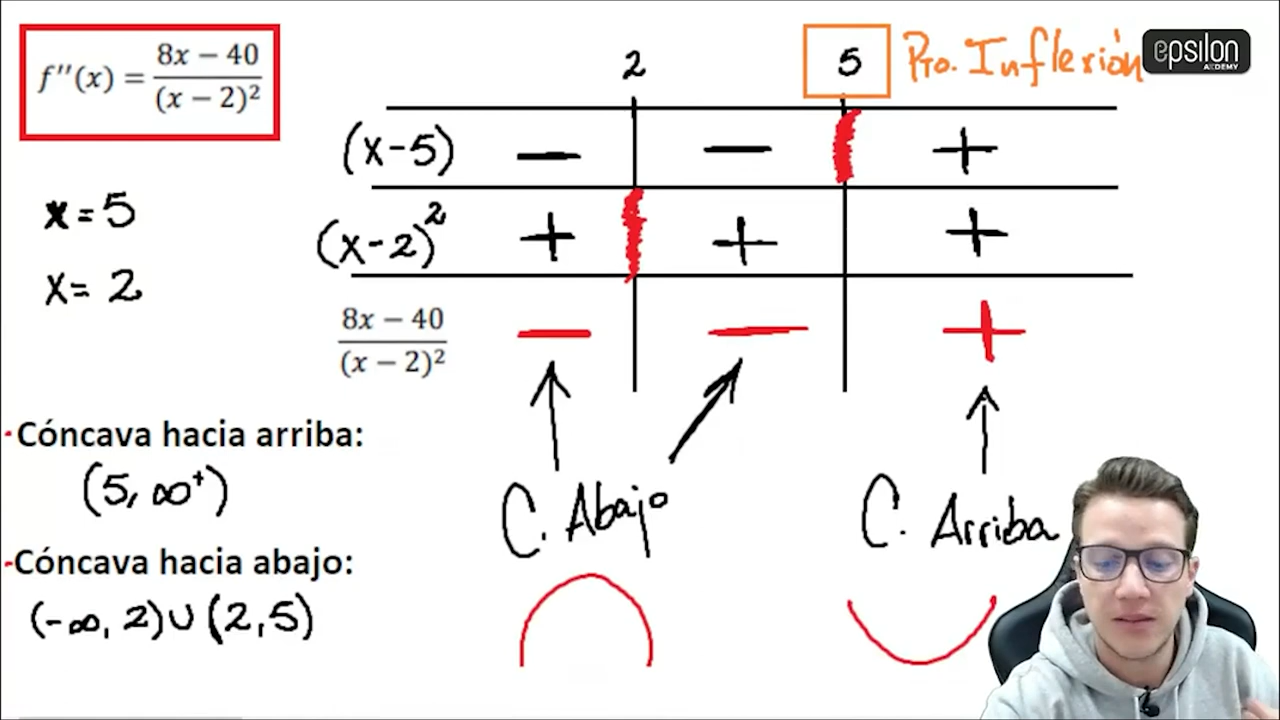 f''(x) = (8x − 40)/(x − 2)²
2 5 Pto. Inflexión
epsilon
AKDEMY
(x-5) − − +
x = 5
(x-2)² + + +
x = 2
(8x − 40)/(x − 2)² − − +
Cóncava hacia arriba:
(5, ∞⁺)
C. Abajo C. Arriba
Cóncava hacia abajo:
(-∞, 2) ∪ (2, 5)